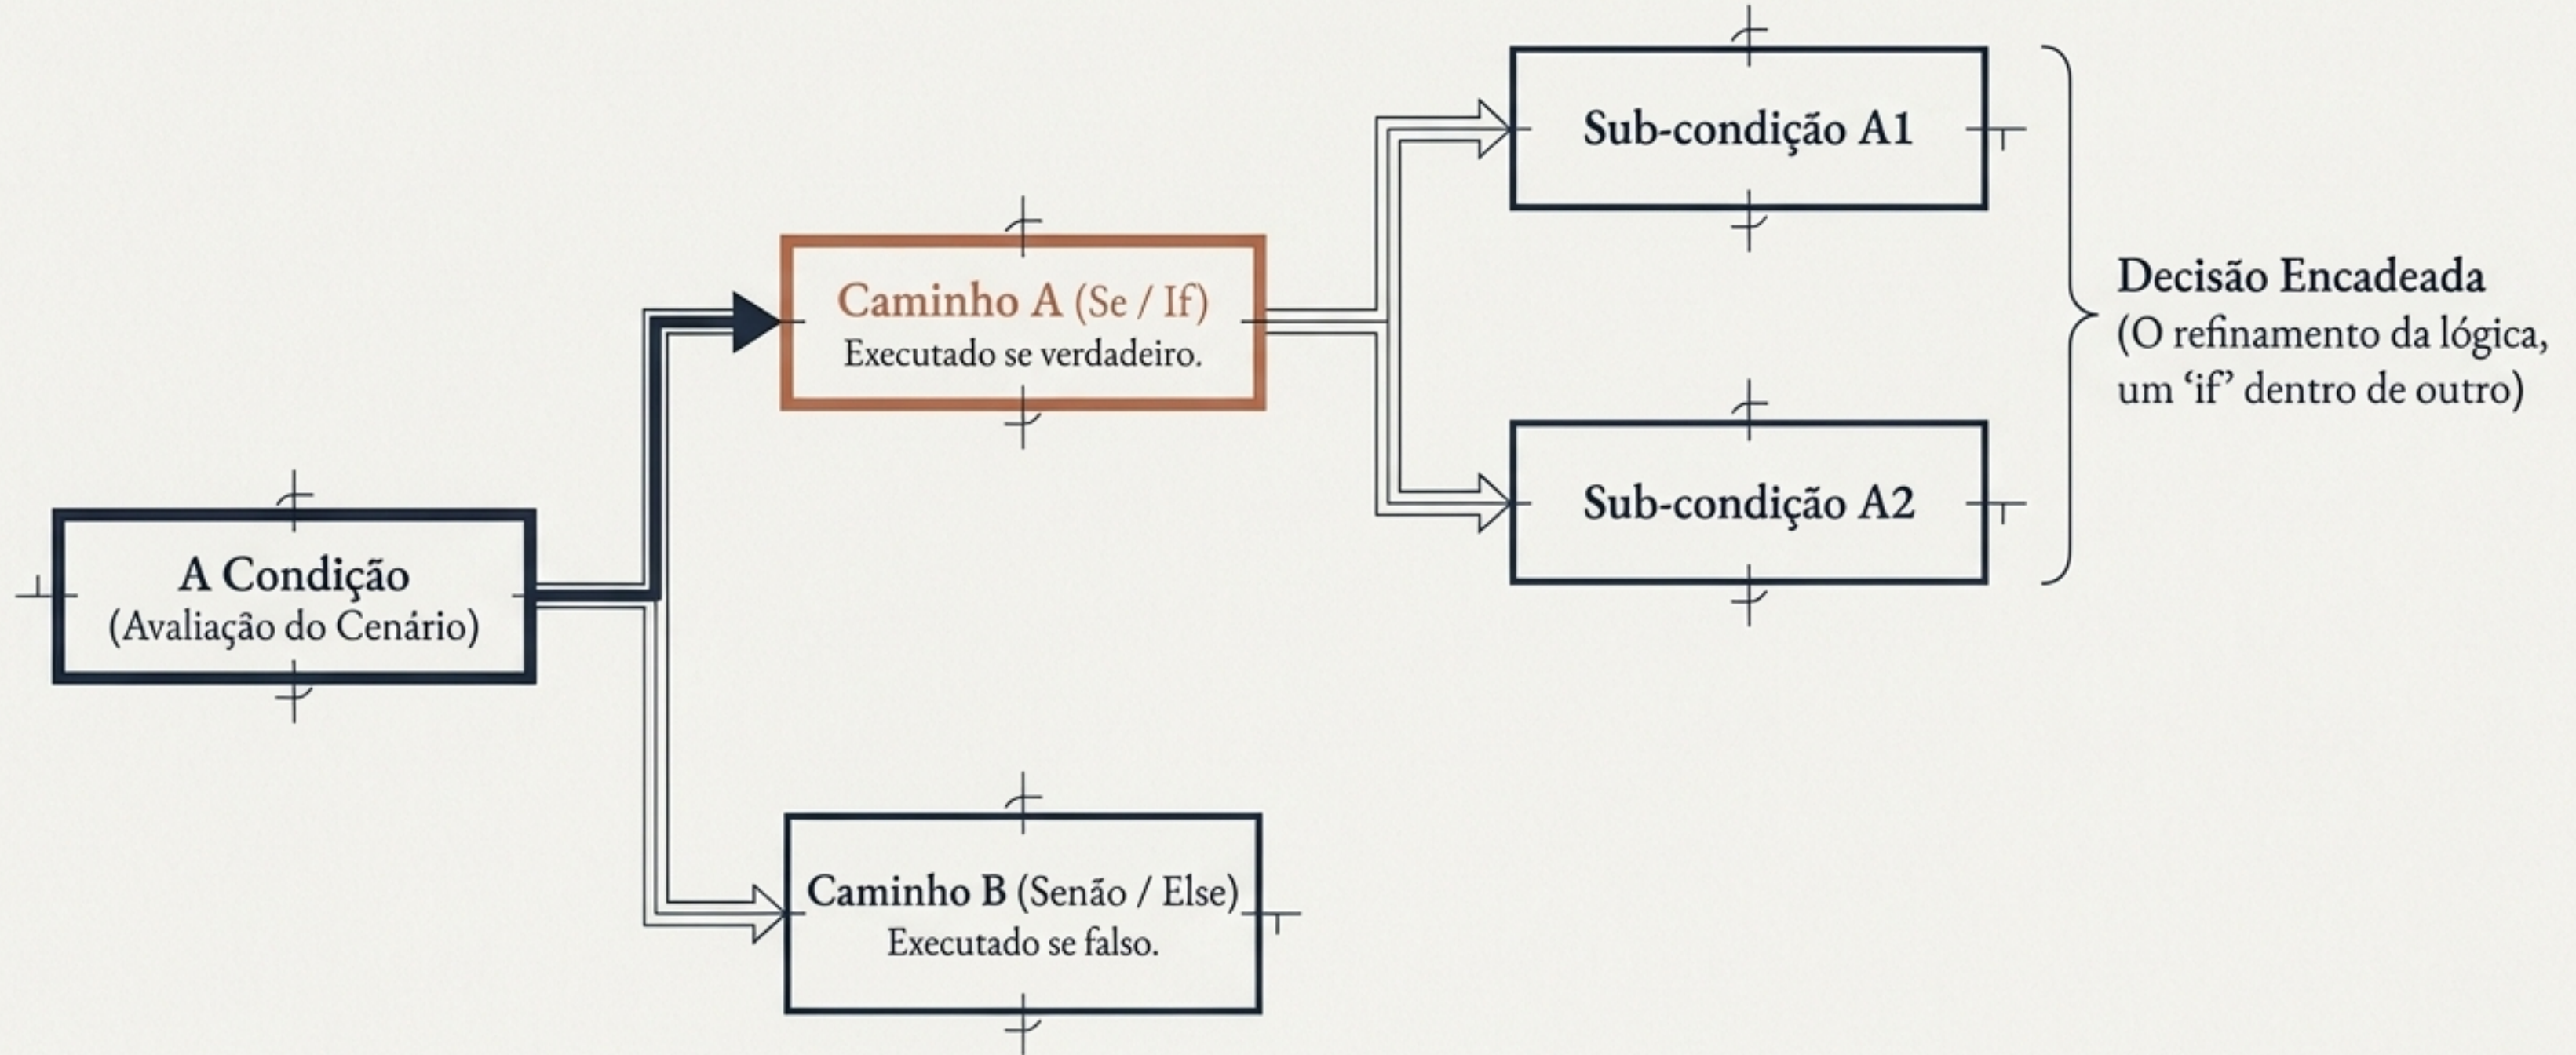 A Condição
(Avaliação do Cenário)
Caminho A (Se / If)
Executado se verdadeiro.
Caminho B (Senão / Else)
Executado se falso.
Sub-condição A1
Sub-condição A2
Decisão Encadeada
(O refinamento da lógica,
um ‘if’ dentro de outro)